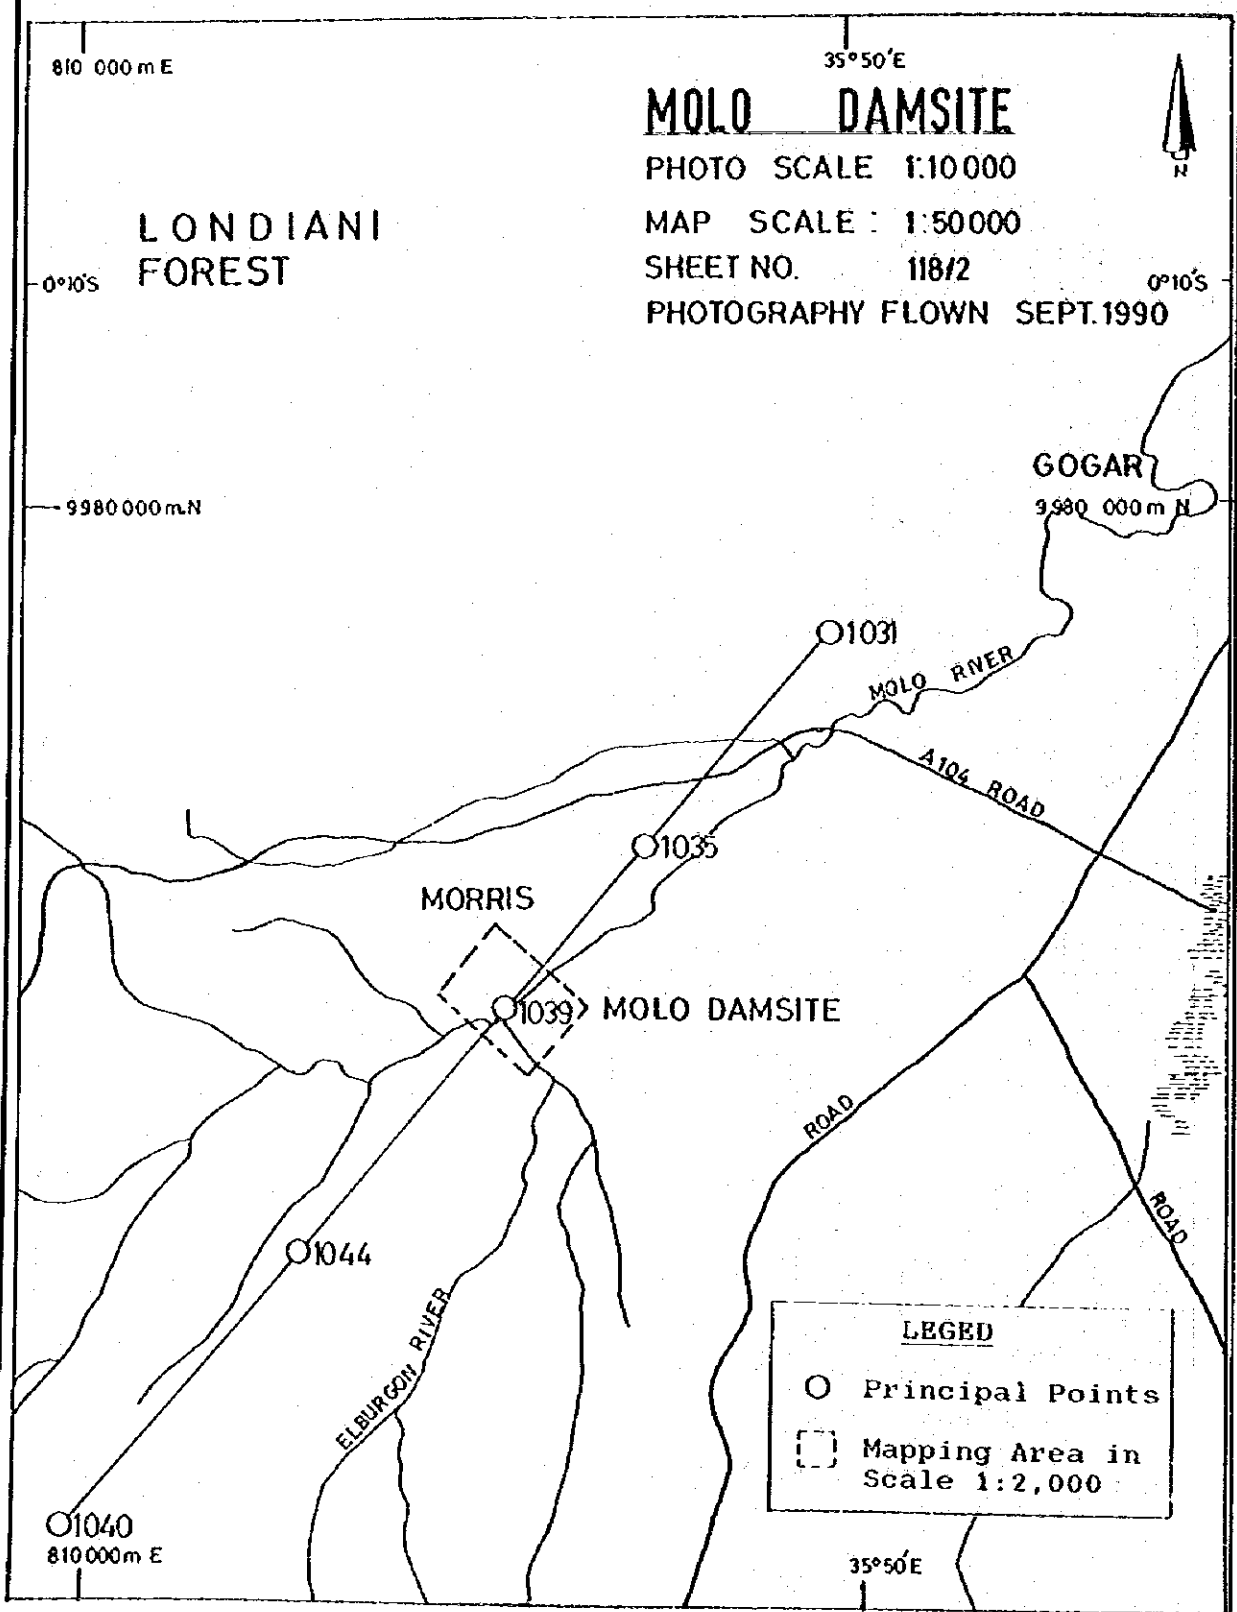 810 000 m E
35°50'E
MOLO DAMSITE
PHOTO SCALE 1:10 000
MAP SCALE : 1:50 000
SHEET NO. 118/2
PHOTOGRAPHY FLOWN SEPT. 1990
N
LONDIANI
FOREST
0°10'S
0°10'S
GOGAR
9980 000 m.N
9980 000 m N
1031
MOLO RIVER
A104 ROAD
1035
MORRIS
1039
MOLO DAMSITE
ROAD
ROAD
1044
ELBURGON RIVER
LEGED
Principal Points
Mapping Area in
Scale 1:2,000
1040
810 000m E
35°50'E